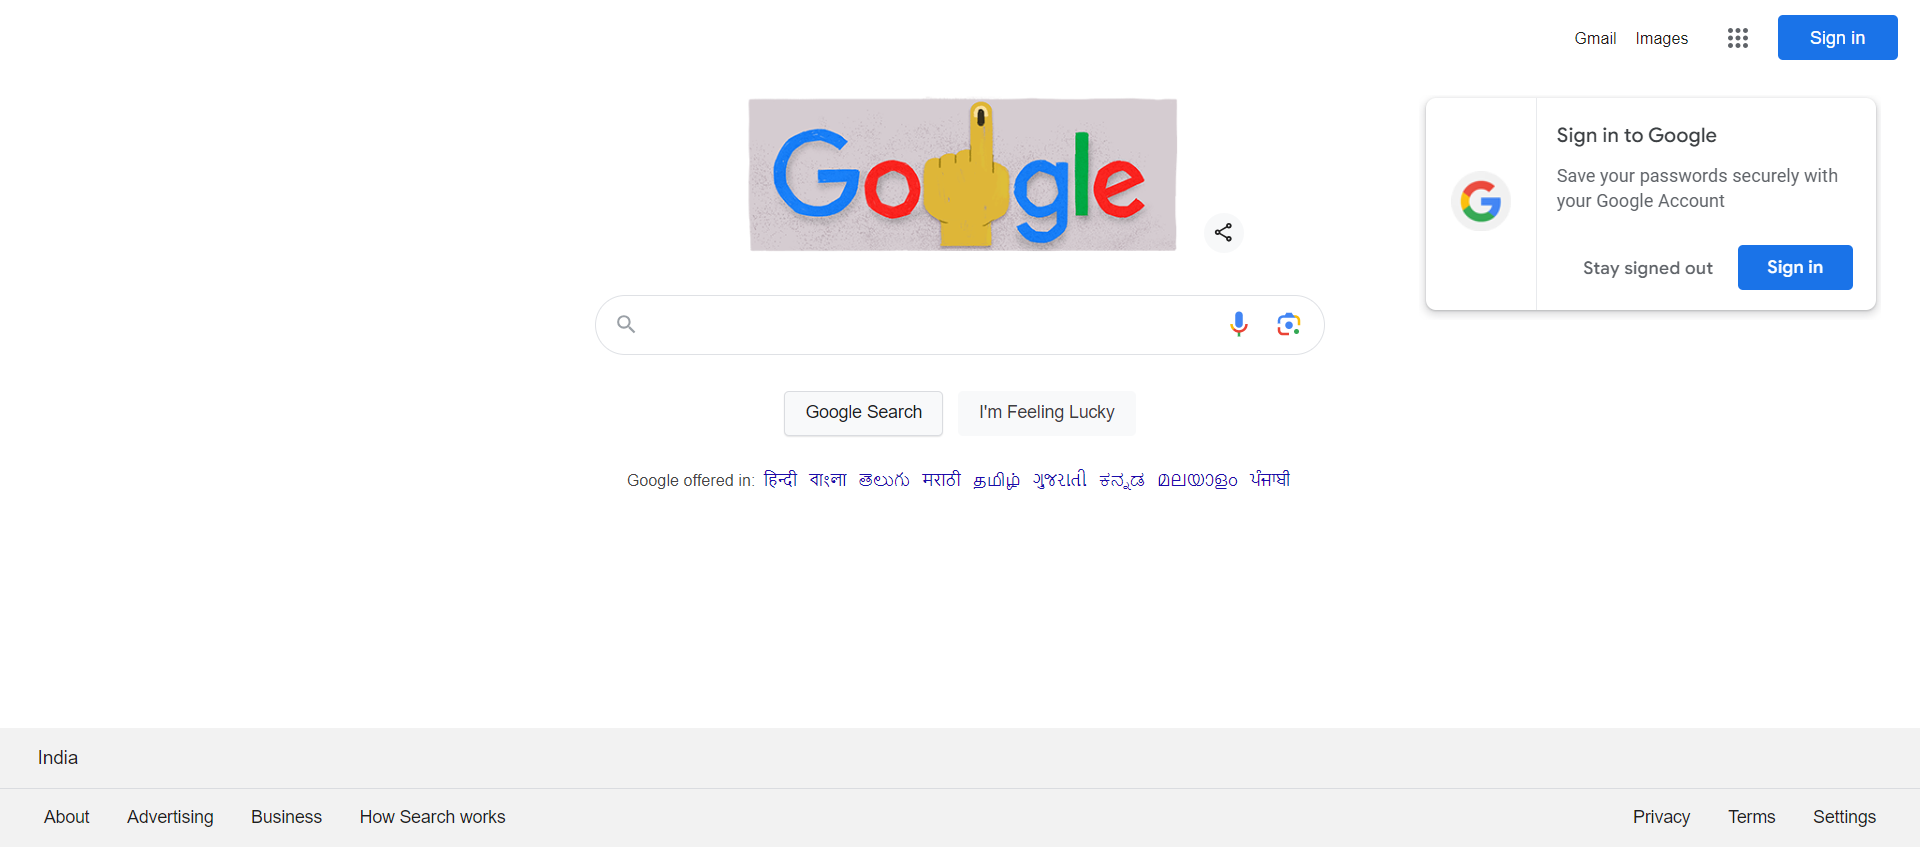 Gmail Images Sign in
Google
Sign in to Google
Save your passwords securely with
your Google Account
Stay signed out Sign in
Google Search I'm Feeling Lucky
Google offered in: हिन्दी বাংলা తెలుగు मराठी தமிழ் ગુજરાતી ಕನ್ನಡ മലയാളം ਪੰਜਾਬੀ
India
About Advertising Business How Search works Privacy Terms Settings